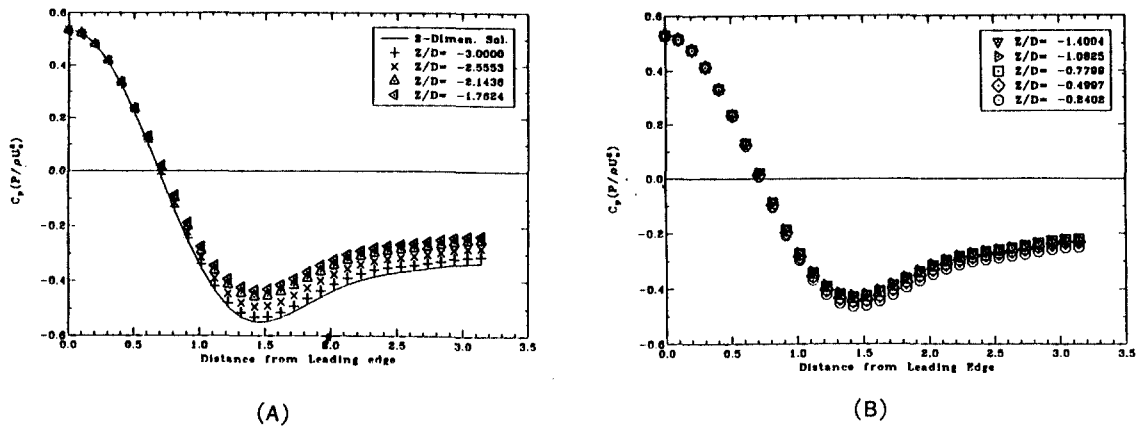 0.6
0.4
0.2
0.0
-0.2
-0.4
-0.6
C_p(P/ρU_o^2)
0.0 0.5 1.0 1.5 2.0 2.5 3.0 3.5
Distance from Leading edge
2-Dimen. Sol.
Z/D= -3.0000
Z/D= -2.5553
Z/D= -2.1436
Z/D= -1.7624
(A)
0.6
0.4
0.2
0.0
-0.2
-0.4
-0.6
C_p(P/ρU_o^2)
0.0 0.5 1.0 1.5 2.0 2.5 3.0 3.5
Distance from Leading Edge
Z/D= -1.4094
Z/D= -1.0825
Z/D= -0.7799
Z/D= -0.4997
Z/D= -0.2402
(B)